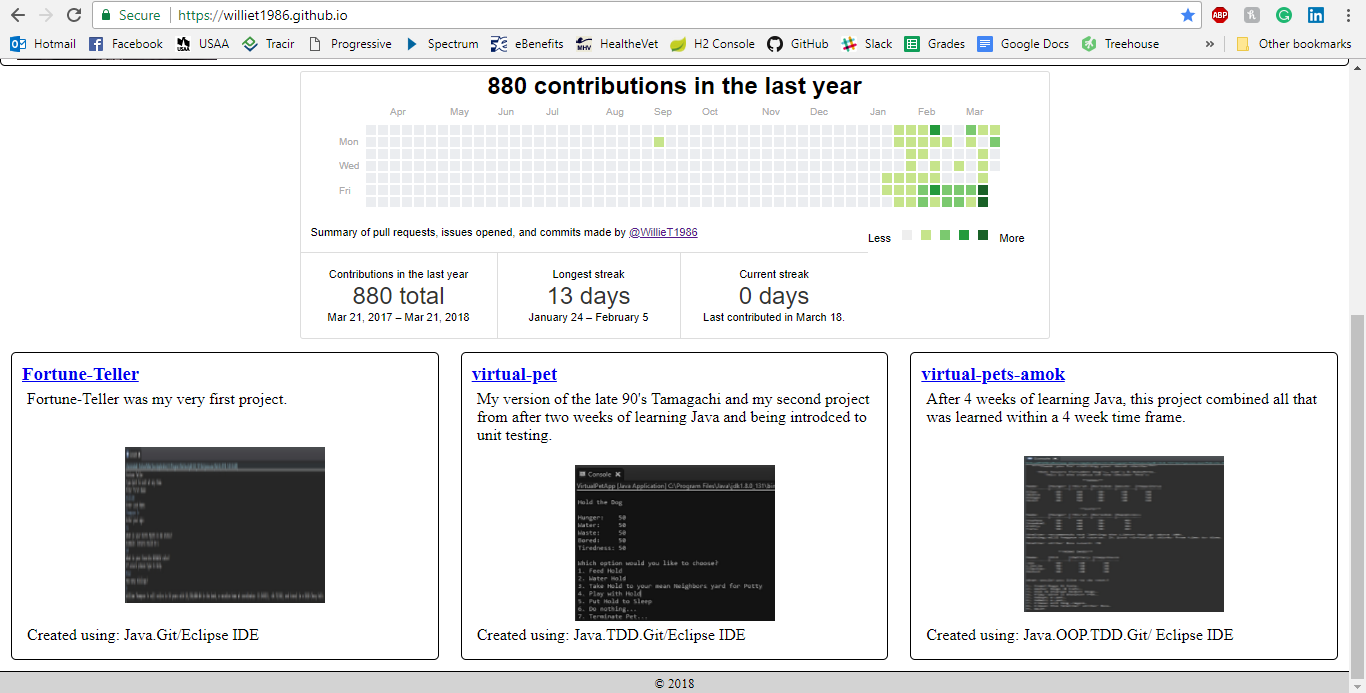 Secure https://williet1986.github.io ABP
Hotmail Facebook USAA Tracir Progressive Spectrum eBenefits HealtheVet H2 Console GitHub Slack Grades Google Docs Treehouse » Other bookmarks
880 contributions in the last year
Apr May Jun Jul Aug Sep Oct Nov Dec Jan Feb Mar
Mon
Wed
Fri
Summary of pull requests, issues opened, and commits made by @WillieT1986
Less More
Contributions in the last year Longest streak Current streak
880 total 13 days 0 days
Mar 21, 2017 – Mar 21, 2018 January 24 – February 5 Last contributed in March 18.
Fortune-Teller
Fortune-Teller was my very first project.
Created using: Java.Git/Eclipse IDE
virtual-pet
My version of the late 90's Tamagachi and my second project
from after two weeks of learning Java and being introdced to
unit testing.
Console
VirtualPetApp [Java Application] C:\Program Files\Java\jdk1.8.0_131\bin
Hold the Dog
Hunger: 50
Water: 50
Waste: 50
Bored: 50
Tiredness: 50
Which option would you like to choose?
1. Feed Hold
2. Water Hold
3. Take Hold to your mean Neighbors yard for Potty
4. Play with Hold
5. Put Hold to Sleep
6. Do nothing...
7. Terminate Pet...
Created using: Java.TDD.Git/Eclipse IDE
virtual-pets-amok
After 4 weeks of learning Java, this project combined all that
was learned within a 4 week time frame.
Created using: Java.OOP.TDD.Git/ Eclipse IDE
© 2018